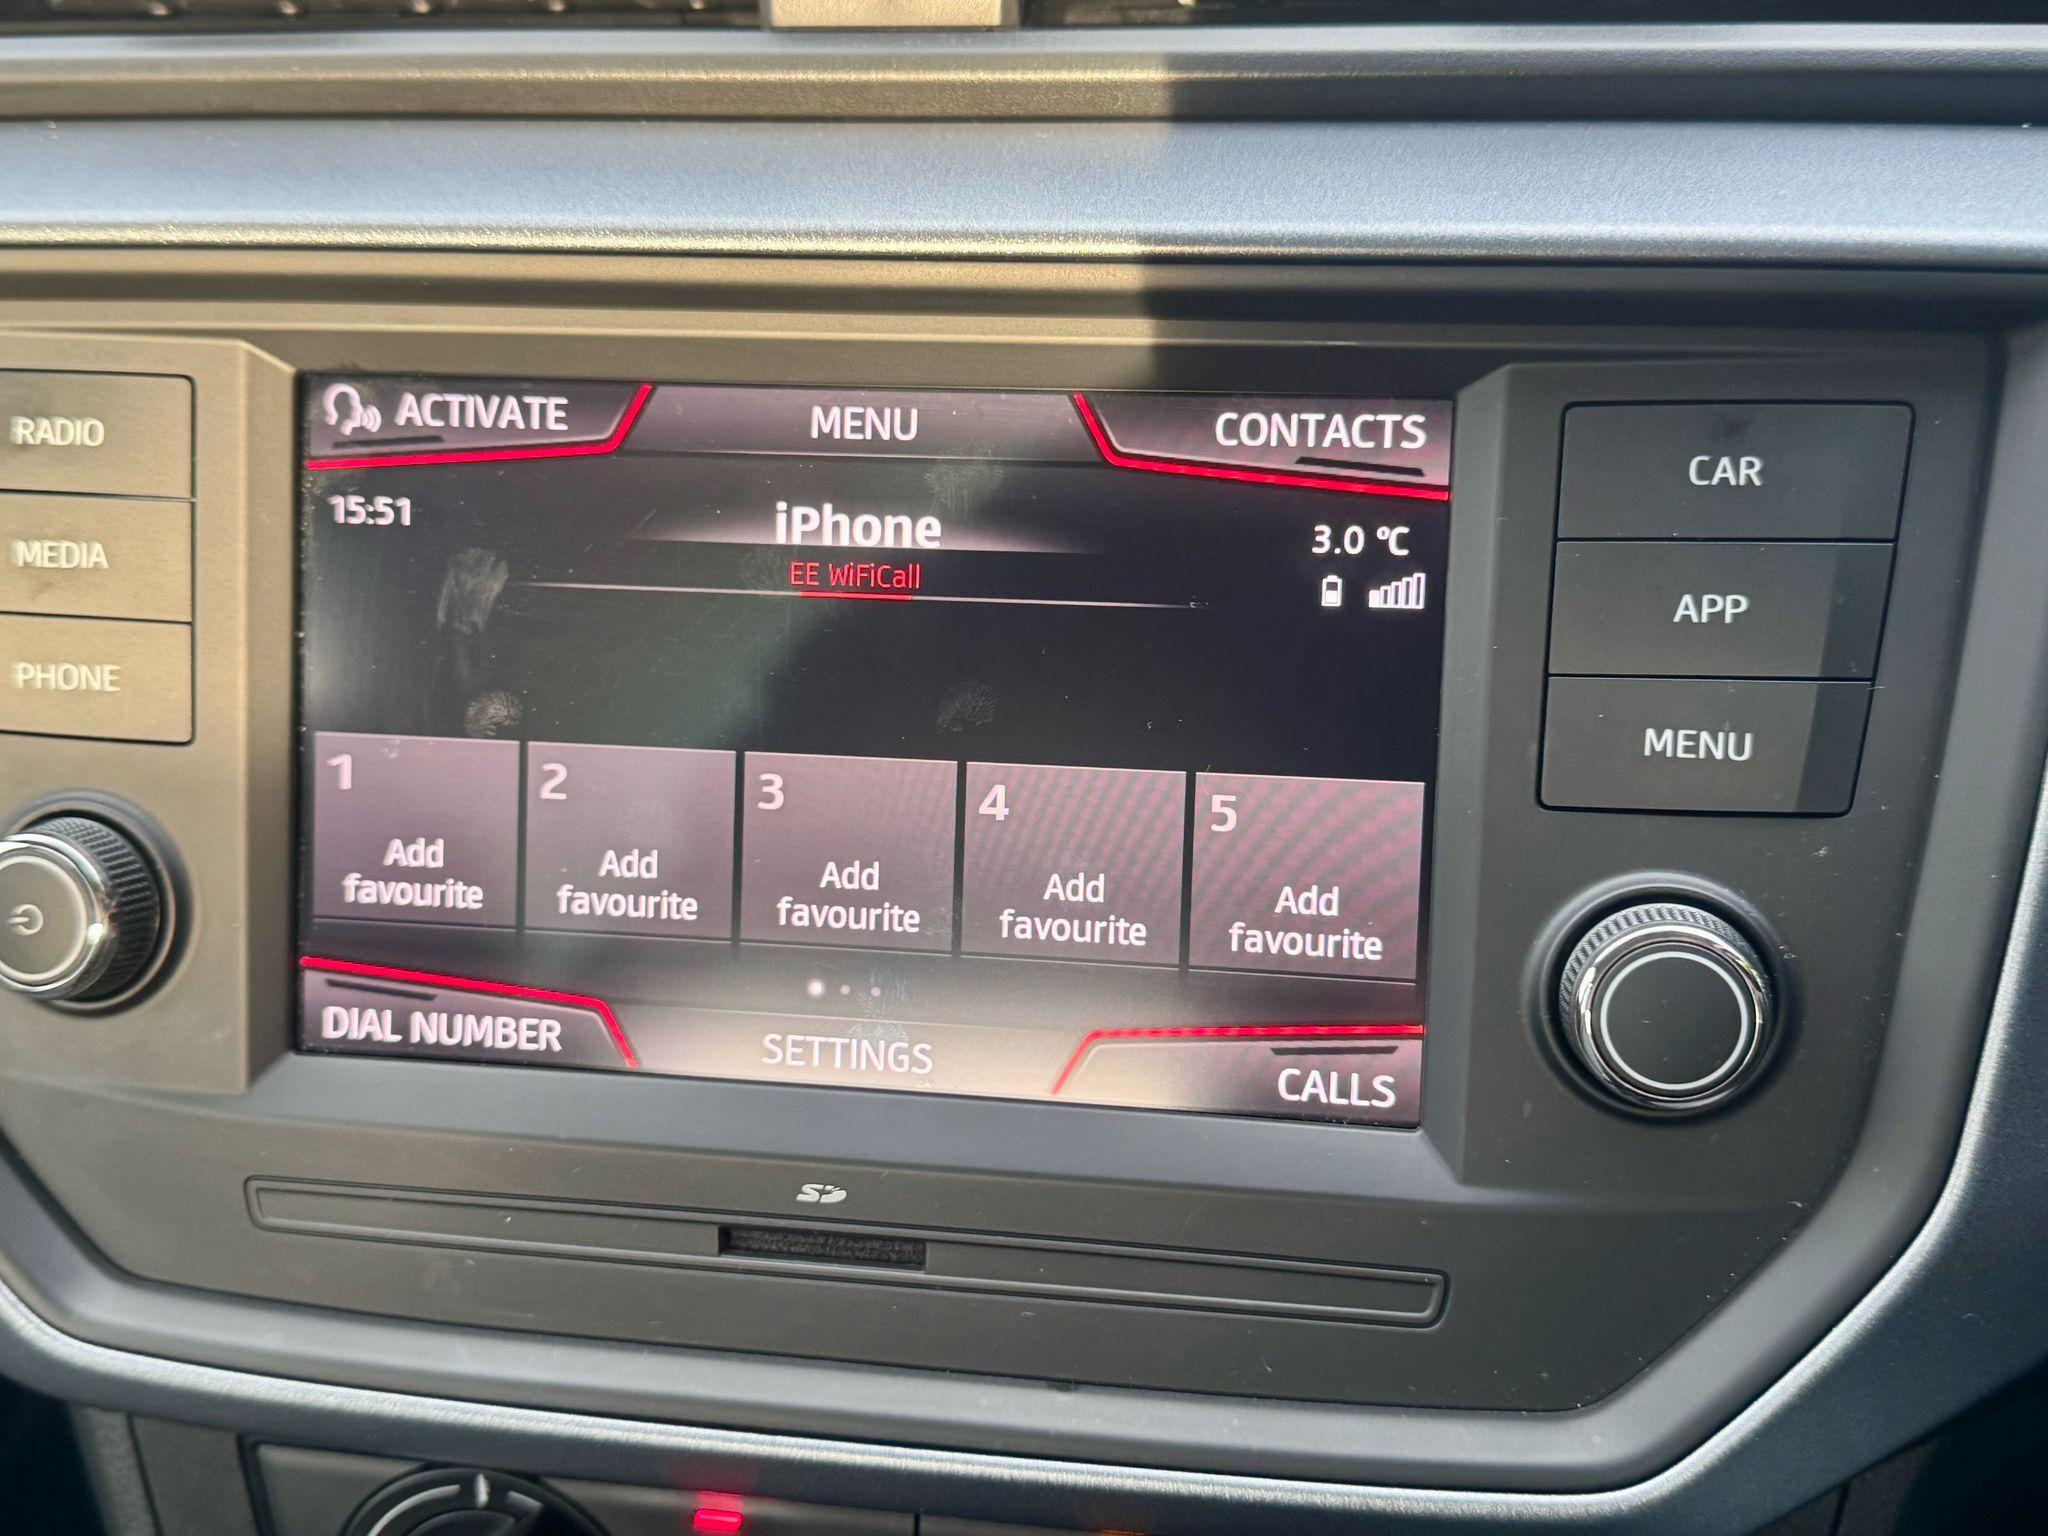 ACTIVATE
MENU
CONTACTS
RADIO
15:51
iPhone
3.0 °C
CAR
EE WiFiCall
MEDIA
APP
PHONE
MENU
1
2
3
4
5
Add
favourite
Add
favourite
Add
favourite
Add
favourite
Add
favourite
DIAL NUMBER
SETTINGS
CALLS
SD